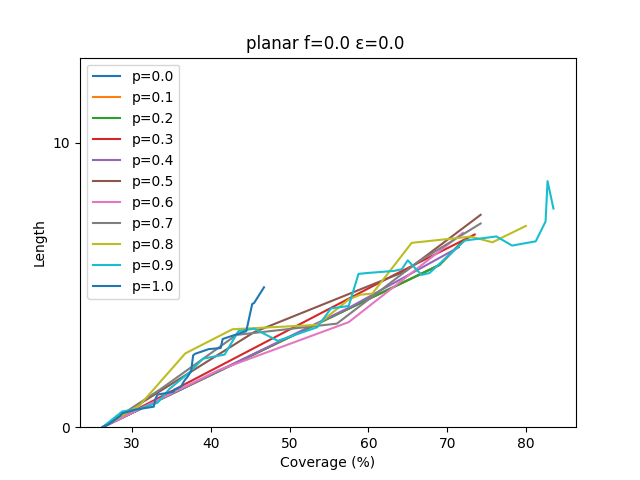 planar f=0.0 ε=0.0
10
0
Length
p=0.0
p=0.1
p=0.2
p=0.3
p=0.4
p=0.5
p=0.6
p=0.7
p=0.8
p=0.9
p=1.0
30 40 50 60 70 80
Coverage (%)